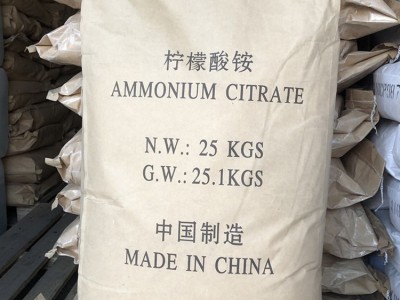 柠檬酸铵
AMMONIUM CITRATE
N.W.: 25 KGS
G.W.: 25.1KGS
中国制造
MADE IN CHINA